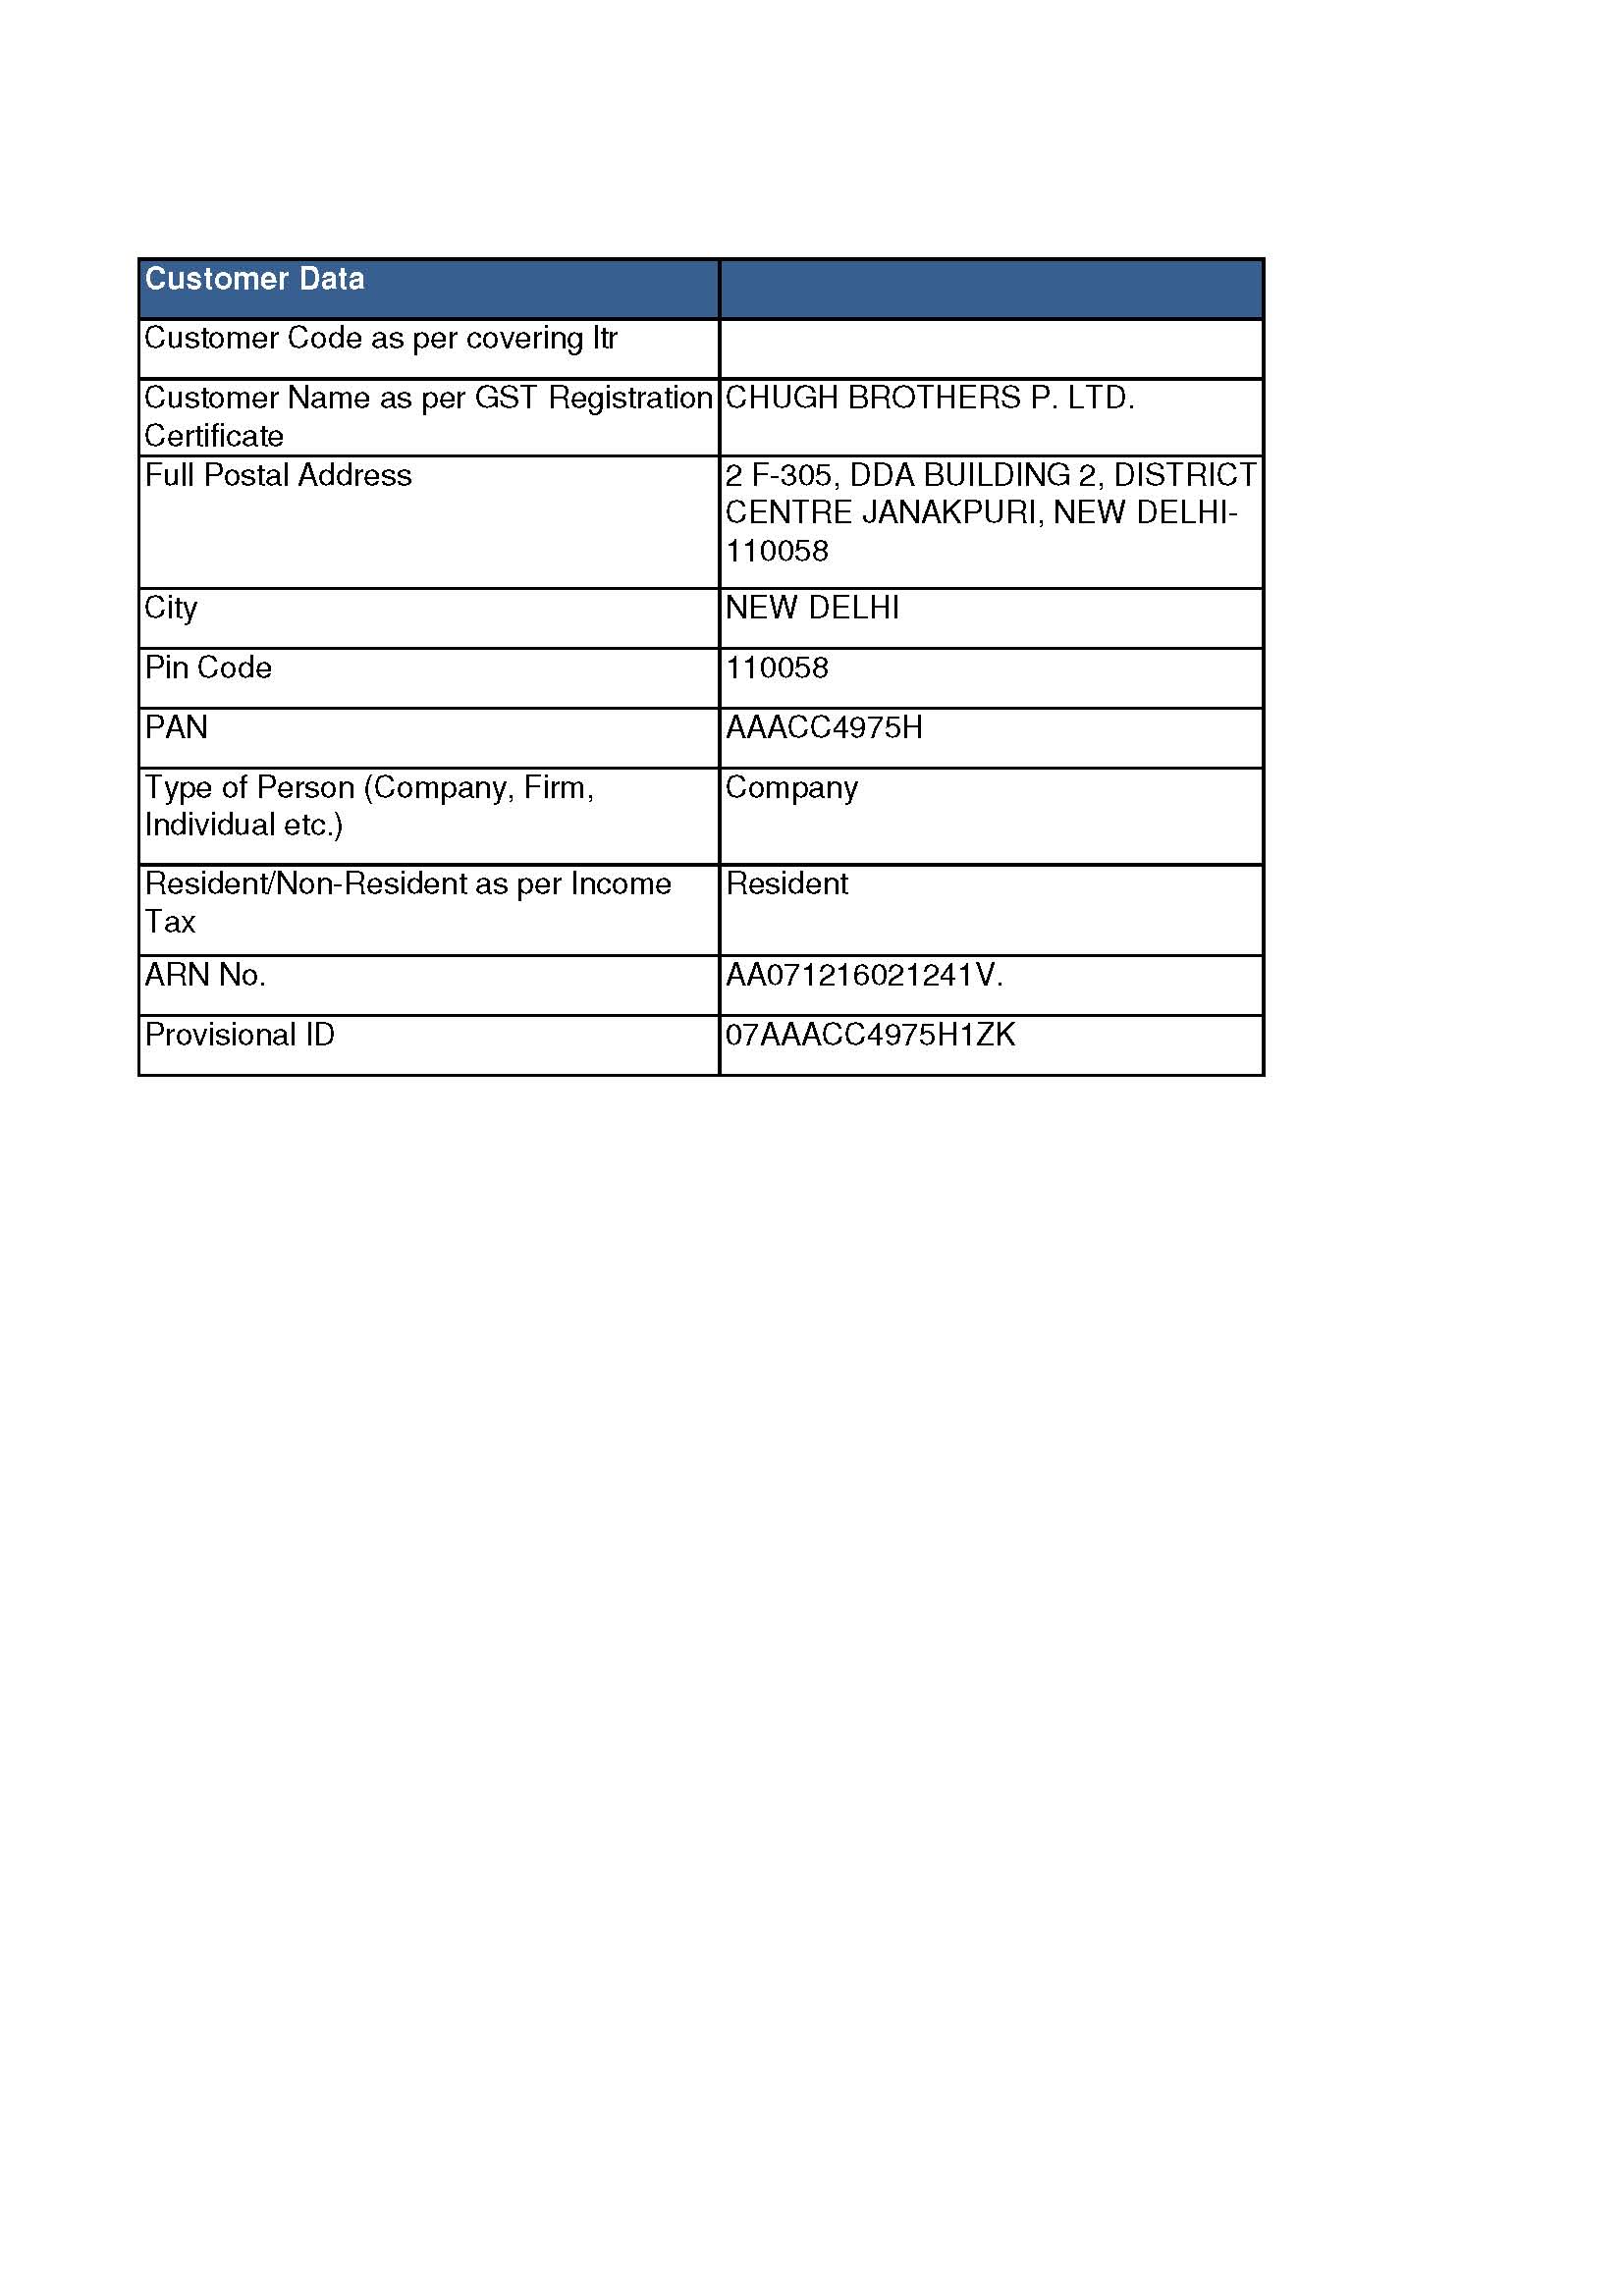 Customer Data
Customer Code as per covering ltr
Customer Name as per GST Registration CHUGH BROTHERS P. LTD.
Certificate
Full Postal Address 2 F-305, DDA BUILDING 2, DISTRICT
CENTRE JANAKPURI, NEW DELHI-
110058
City NEW DELHI
Pin Code 110058
PAN AAACC4975H
Type of Person (Company, Firm, Company
Individual etc.)
Resident/Non-Resident as per Income Resident
Tax
ARN No. AA071216021241V.
Provisional ID 07AAACC4975H1ZK